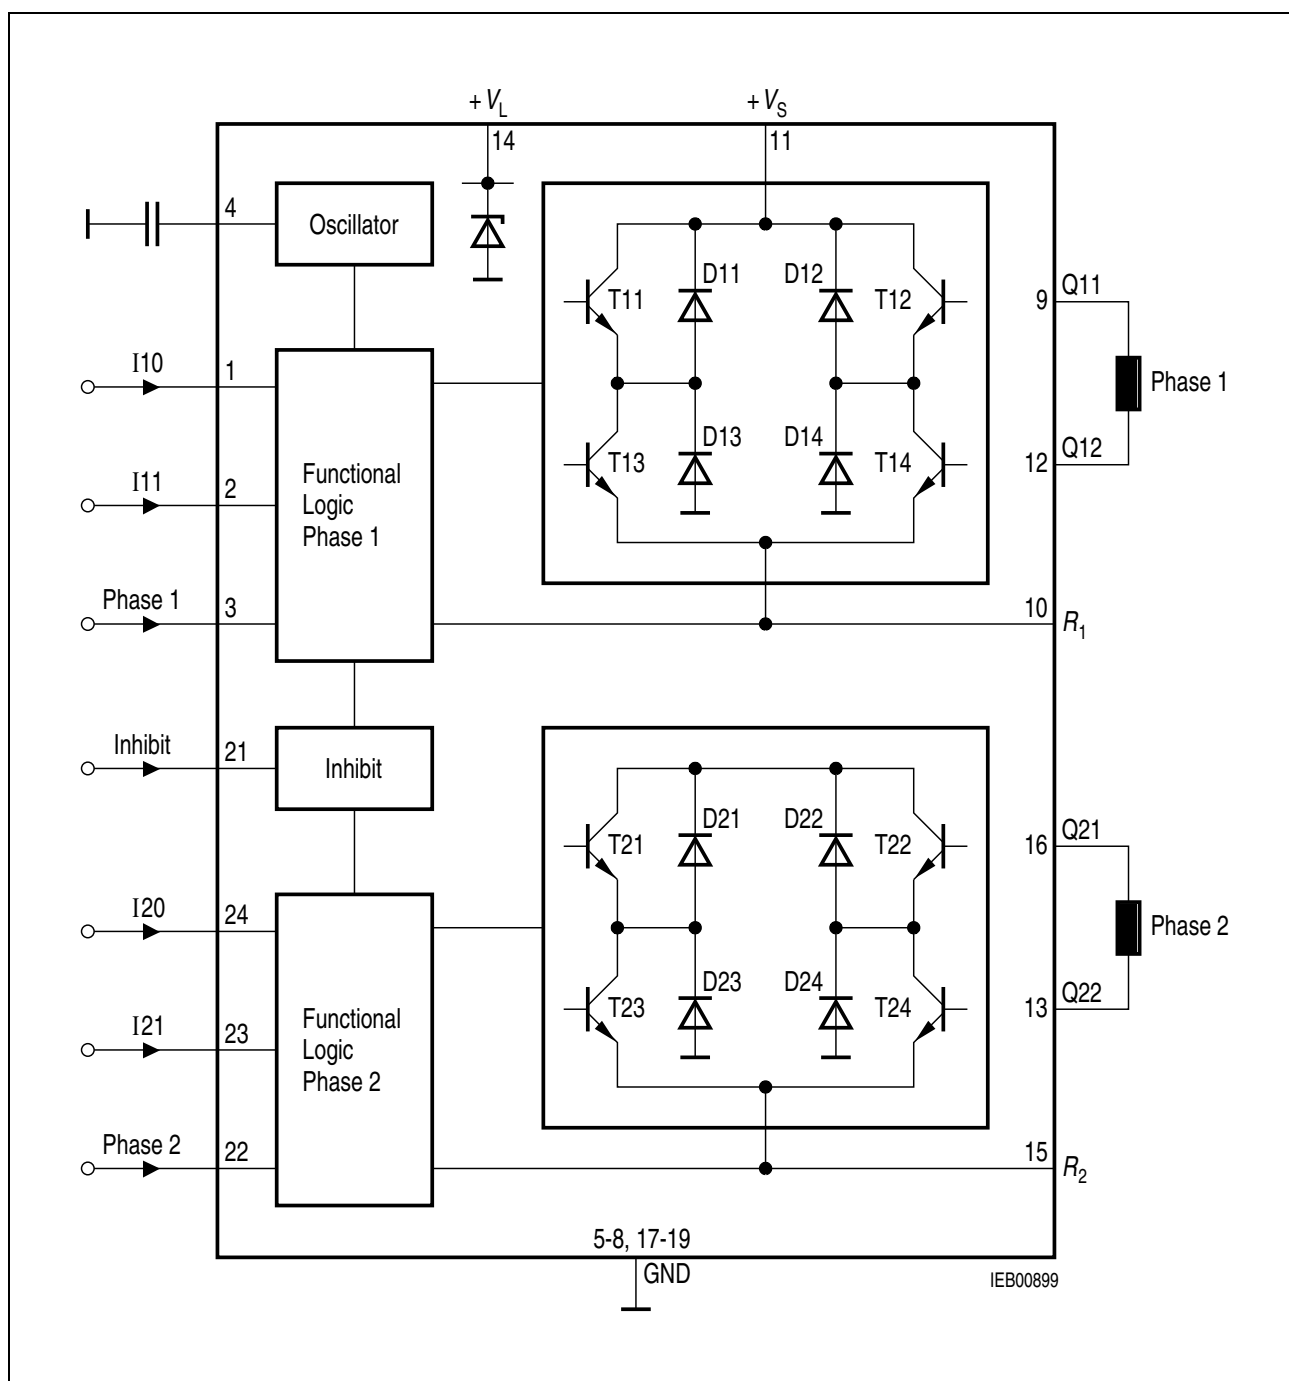 + VL
+ VS
14
11
4
Oscillator
D11
D12
T11
T12
9
Q11
I10
1
Phase 1
D13
D14
T13
T14
12
Q12
I11
2
Functional
Logic
Phase 1
Phase 1
3
10
R1
Inhibit
21
Inhibit
D21
D22
T21
T22
16
Q21
I20
24
Phase 2
D23
D24
T23
T24
13
Q22
I21
23
Functional
Logic
Phase 2
Phase 2
22
15
R2
5-8, 17-19
GND
IEB00899